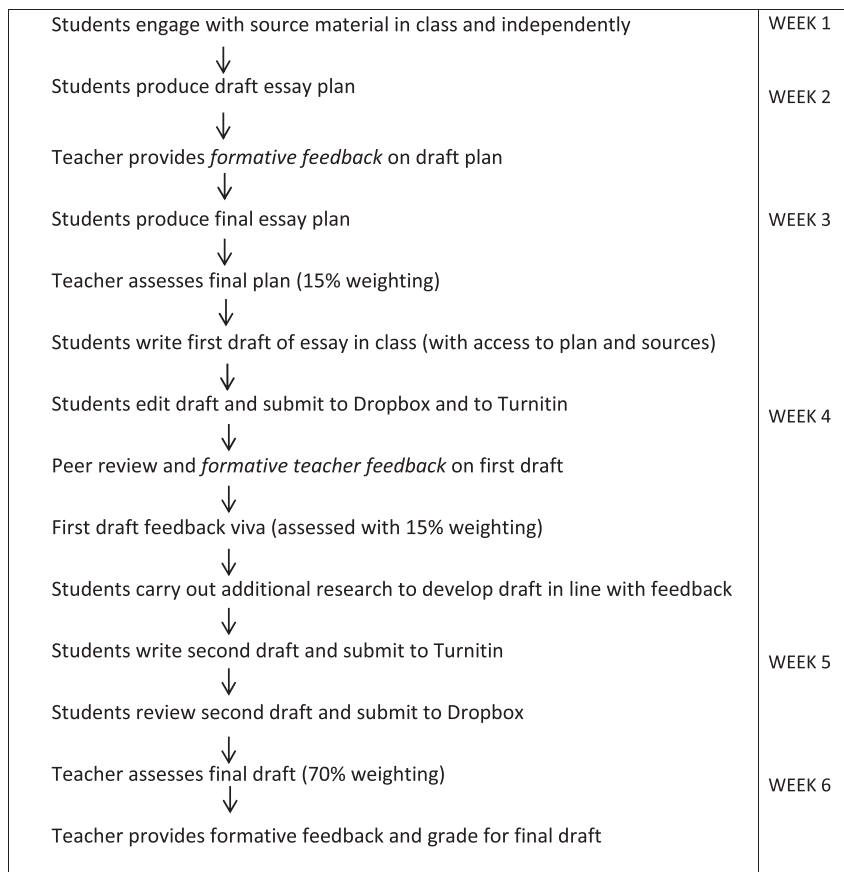 Students engage with source material in class and independently WEEK 1
Students produce draft essay plan
WEEK 2
Teacher provides formative feedback on draft plan
Students produce final essay plan WEEK 3
Teacher assesses final plan (15% weighting)
Students write first draft of essay in class (with access to plan and sources)
Students edit draft and submit to Dropbox and to Turnitin
WEEK 4
Peer review and formative teacher feedback on first draft
First draft feedback viva (assessed with 15% weighting)
Students carry out additional research to develop draft in line with feedback
Students write second draft and submit to Turnitin
WEEK 5
Students review second draft and submit to Dropbox
Teacher assesses final draft (70% weighting)
WEEK 6
Teacher provides formative feedback and grade for final draft